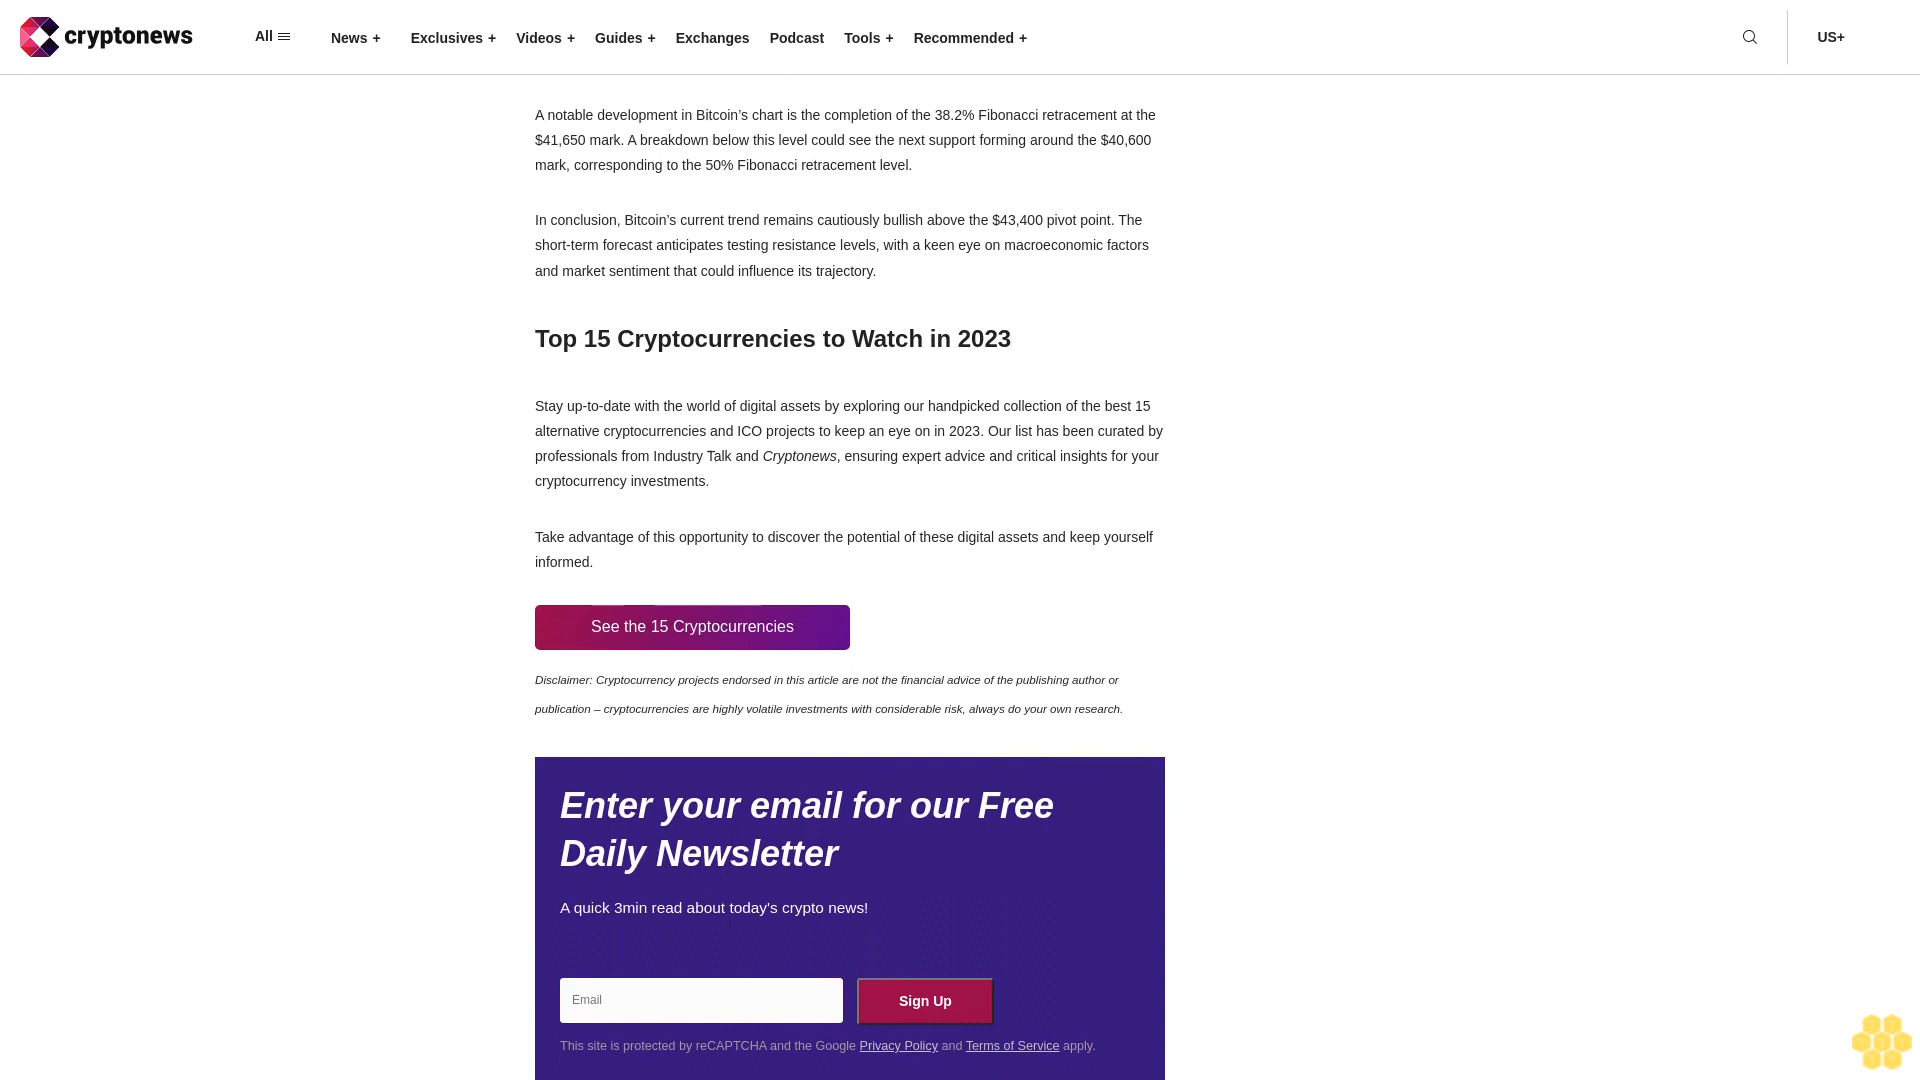 cryptonews
All
News +
Exclusives +
Videos +
Guides +
Exchanges
Podcast
Tools +
Recommended +
US+
A notable development in Bitcoin’s chart is the completion of the 38.2% Fibonacci retracement at the
$41,650 mark. A breakdown below this level could see the next support forming around the $40,600
mark, corresponding to the 50% Fibonacci retracement level.
In conclusion, Bitcoin’s current trend remains cautiously bullish above the $43,400 pivot point. The
short-term forecast anticipates testing resistance levels, with a keen eye on macroeconomic factors
and market sentiment that could influence its trajectory.
Top 15 Cryptocurrencies to Watch in 2023
Stay up-to-date with the world of digital assets by exploring our handpicked collection of the best 15
alternative cryptocurrencies and ICO projects to keep an eye on in 2023. Our list has been curated by
professionals from Industry Talk and Cryptonews, ensuring expert advice and critical insights for your
cryptocurrency investments.
Take advantage of this opportunity to discover the potential of these digital assets and keep yourself
informed.
See the 15 Cryptocurrencies
Disclaimer: Cryptocurrency projects endorsed in this article are not the financial advice of the publishing author or
publication – cryptocurrencies are highly volatile investments with considerable risk, always do your own research.
Enter your email for our Free
Daily Newsletter
A quick 3min read about today's crypto news!
Email
Sign Up
This site is protected by reCAPTCHA and the Google Privacy Policy and Terms of Service apply.